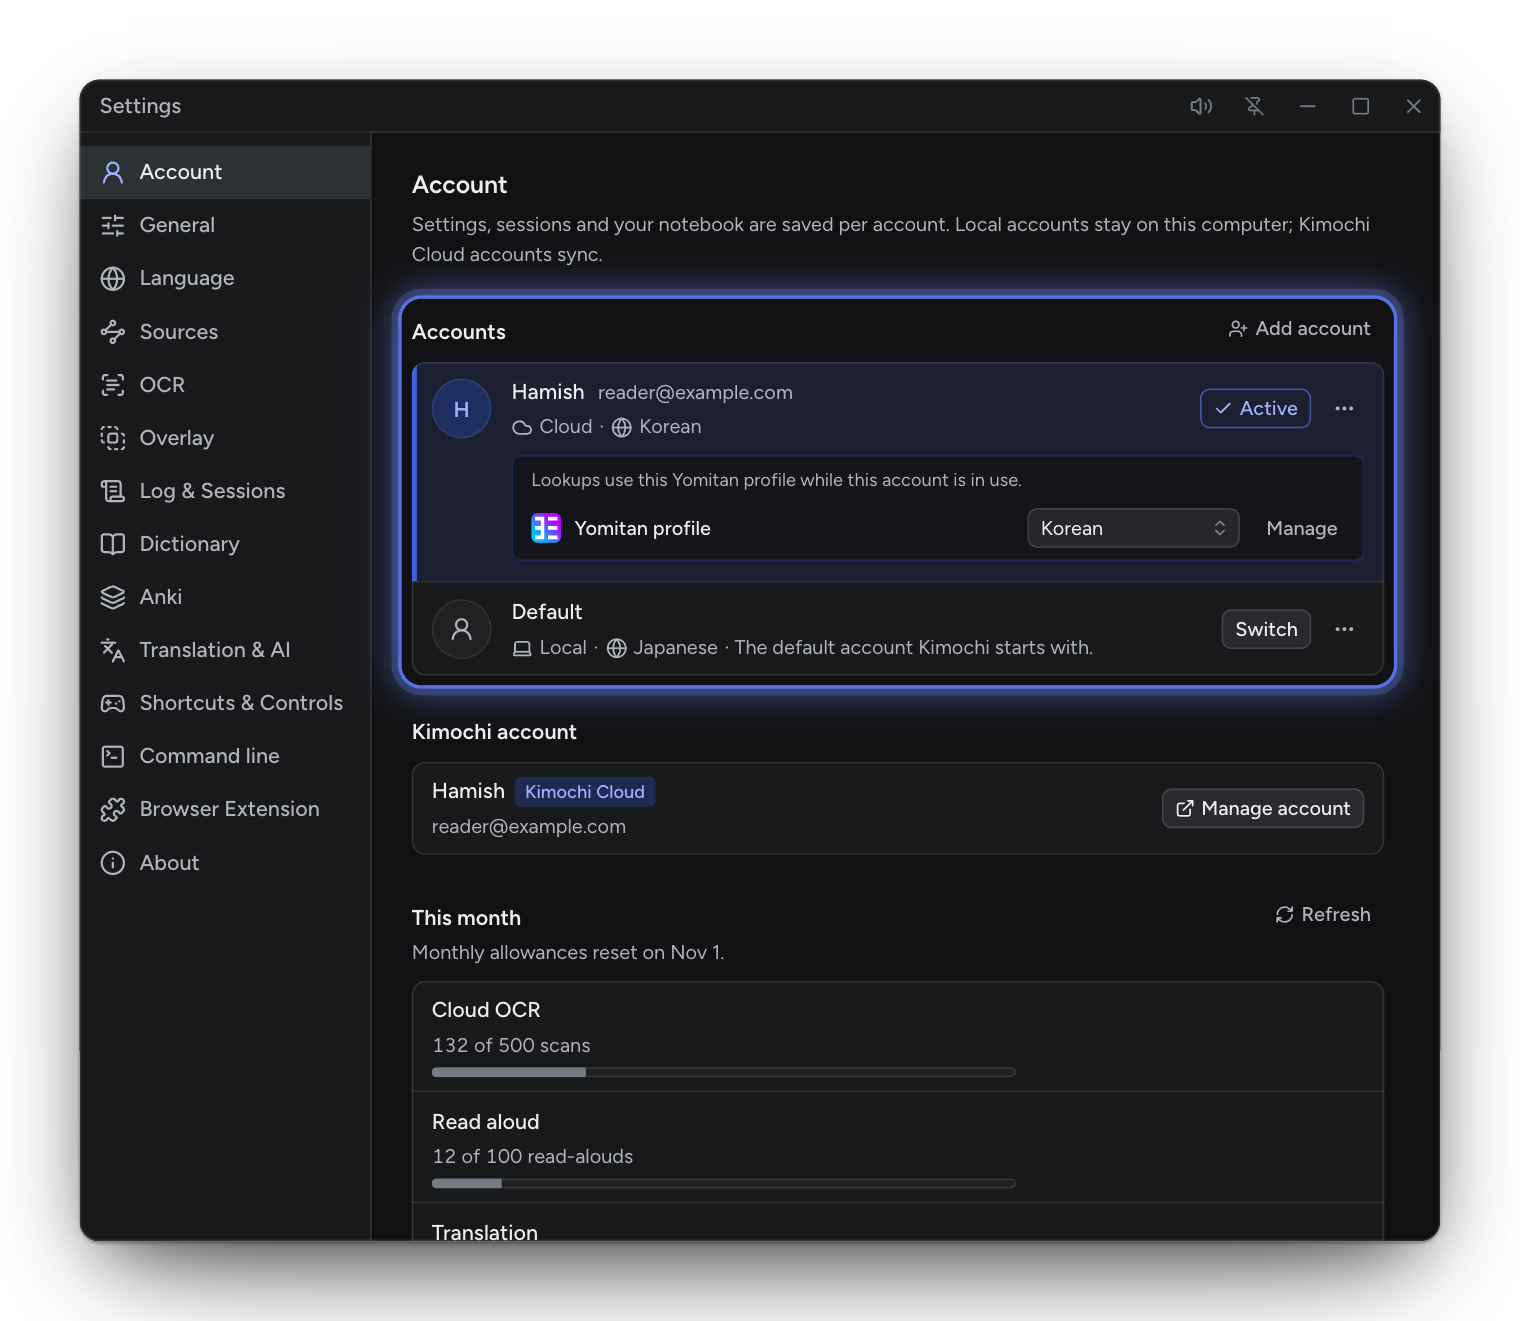 Settings
Account
General
Language
Sources
OCR
Overlay
Log & Sessions
Dictionary
Anki
Translation & AI
Shortcuts & Controls
Command line
Browser Extension
About
Account
Settings, sessions and your notebook are saved per account. Local accounts stay on this computer; Kimochi
Cloud accounts sync.
Accounts
Add account
H
Hamish reader@example.com
Cloud · Korean
Active
Lookups use this Yomitan profile while this account is in use.
Yomitan profile
Korean
Manage
Default
Local · Japanese · The default account Kimochi starts with.
Switch
Kimochi account
Hamish Kimochi Cloud
reader@example.com
Manage account
This month
Refresh
Monthly allowances reset on Nov 1.
Cloud OCR
132 of 500 scans
Read aloud
12 of 100 read-alouds
Translation